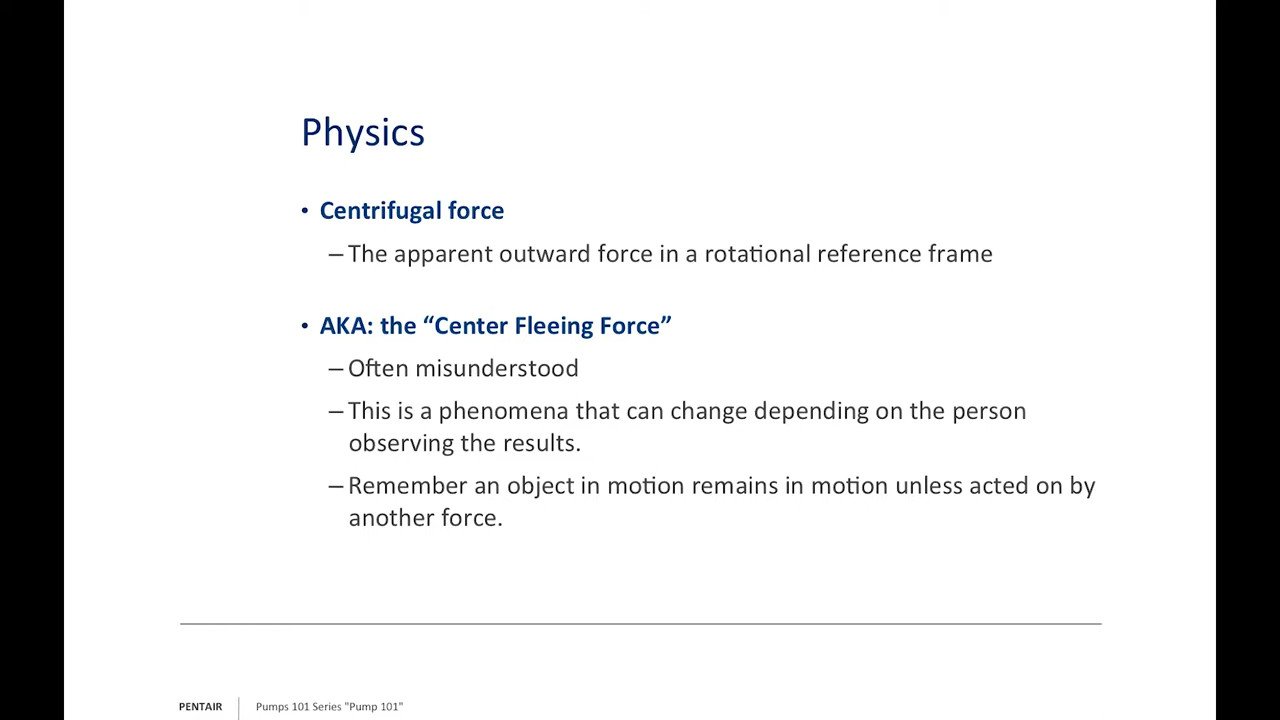 Physics
• Centrifugal force
– The apparent outward force in a rotational reference frame
• AKA: the “Center Fleeing Force”
– Often misunderstood
– This is a phenomena that can change depending on the person
observing the results.
– Remember an object in motion remains in motion unless acted on by
another force.
PENTAIR
Pumps 101 Series "Pump 101"